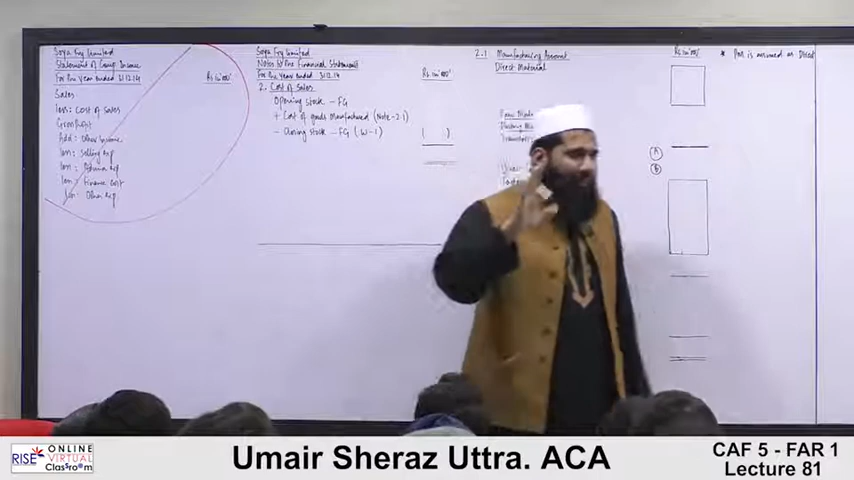 Soya Fry Limited
Statement of Comp. Income
For the year ended 31.12.14
Rs. in '000'
Sales
less: Cost of sales
Gross Profit
Add: Other Income
less: selling exp
less: Admin exp
less: Finance cost
less: Other exp
Soya Fry Limited
Notes to the Financial Statements
For the year ended 31.12.14
Rs. in '000'
2. Cost of Sales
Opening stock - FG
+ Cost of goods Manufactured (Note-2.1)
- Closing stock - FG (W-1)
( )
2.1 Manufacturing Account
Rs. in '000'
Direct Material
A
B
is assumed as Direct
RISE
ONLINE
VIRTUAL
Classroom
Umair Sheraz Uttra. ACA
CAF 5 - FAR 1
Lecture 81